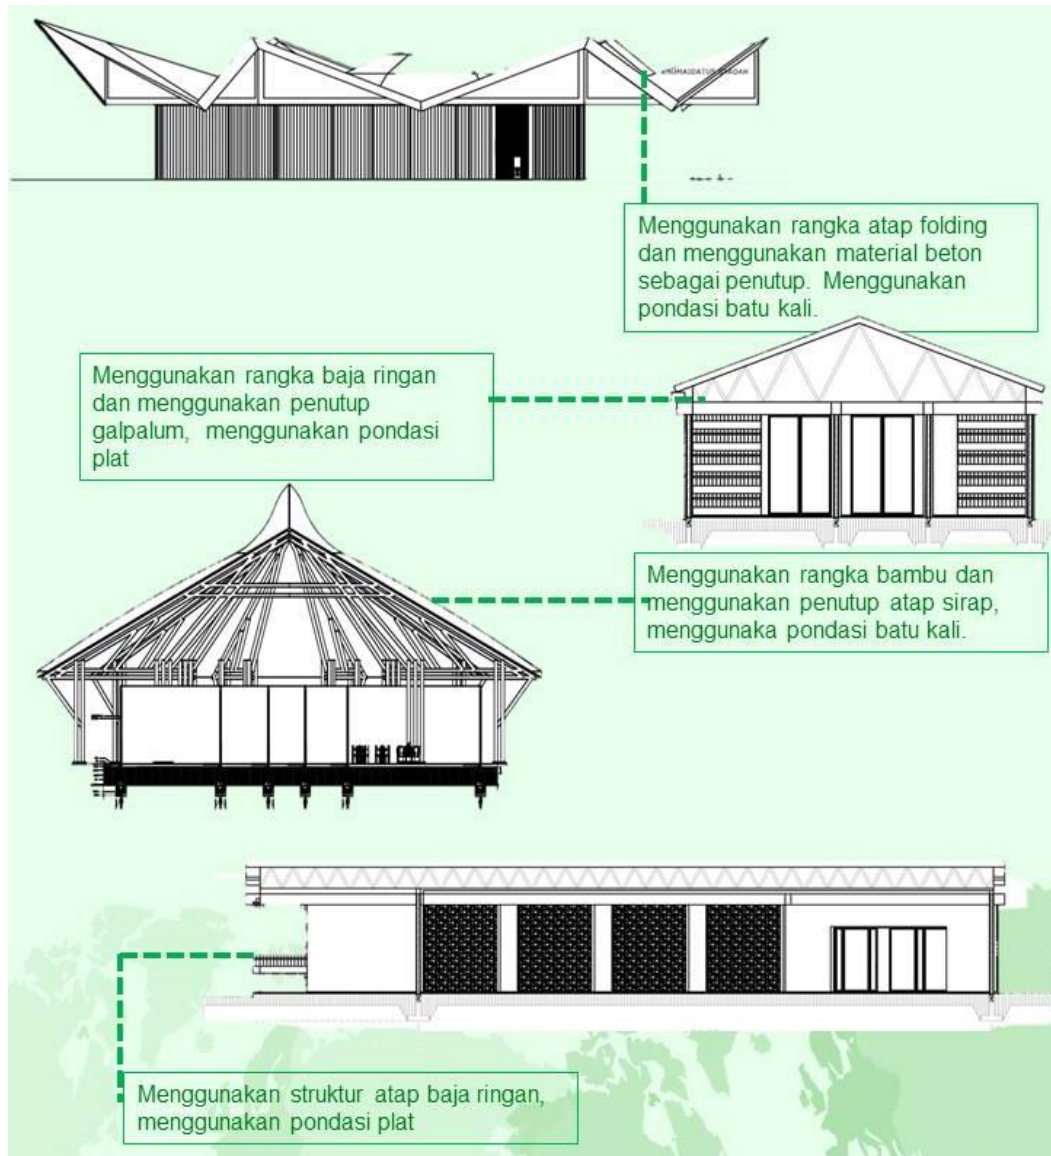 Menggunakan rangka atap folding
dan menggunakan material beton
sebagai penutup. Menggunakan
pondasi batu kali.
Menggunakan rangka baja ringan
dan menggunakan penutup
galpalum, menggunakan pondasi
plat
Menggunakan rangka bambu dan
menggunakan penutup atap sirap,
menggunaka pondasi batu kali.
Menggunakan struktur atap baja ringan,
menggunakan pondasi plat